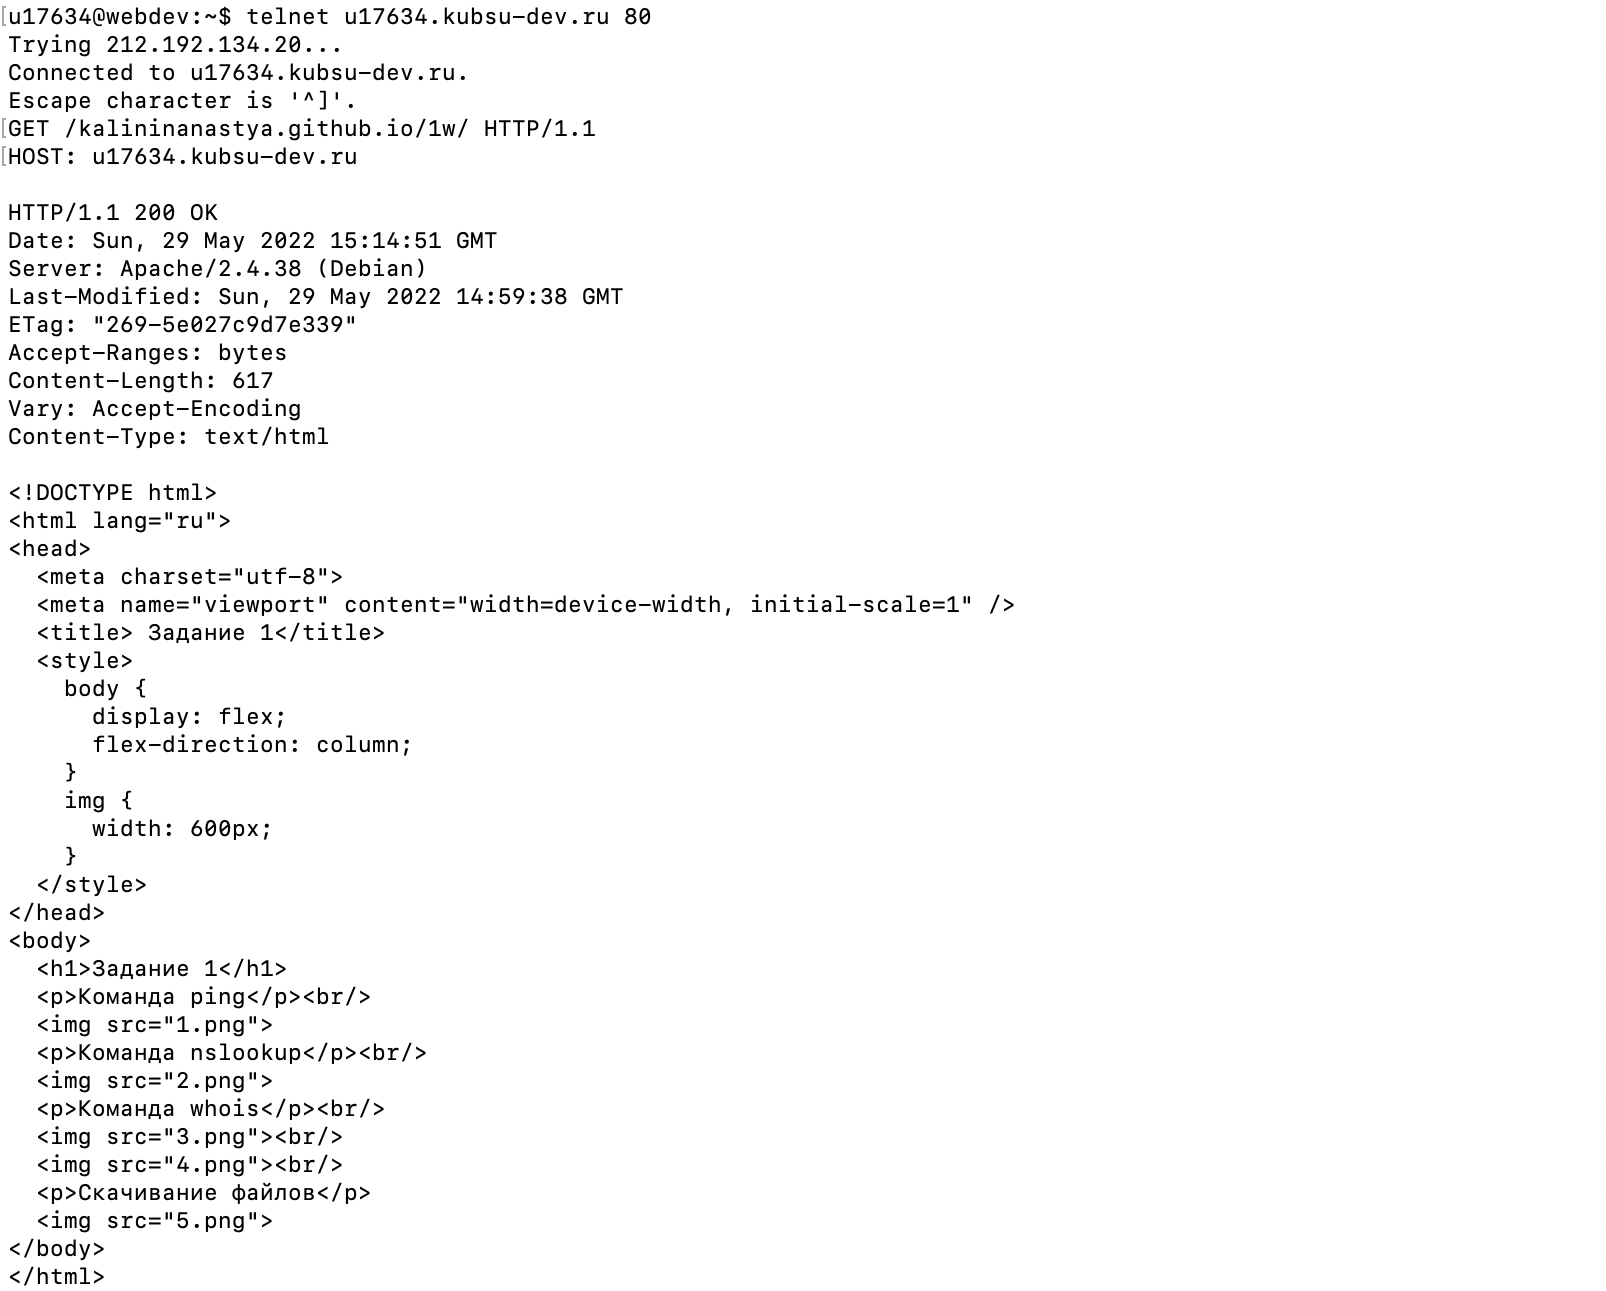 [u17634@webdev:~$ telnet u17634.kubsu-dev.ru 80
Trying 212.192.134.20...
Connected to u17634.kubsu-dev.ru.
Escape character is '^]'.
[GET /kalininanastya.github.io/1w/ HTTP/1.1
[HOST: u17634.kubsu-dev.ru

HTTP/1.1 200 OK
Date: Sun, 29 May 2022 15:14:51 GMT
Server: Apache/2.4.38 (Debian)
Last-Modified: Sun, 29 May 2022 14:59:38 GMT
ETag: "269-5e027c9d7e339"
Accept-Ranges: bytes
Content-Length: 617
Vary: Accept-Encoding
Content-Type: text/html

<!DOCTYPE html>
<html lang="ru">
<head>
  <meta charset="utf-8">
  <meta name="viewport" content="width=device-width, initial-scale=1" />
  <title> Задание 1</title>
  <style>
    body {
      display: flex;
      flex-direction: column;
    }
    img {
      width: 600px;
    }
  </style>
</head>
<body>
  <h1>Задание 1</h1>
  <p>Команда ping</p><br/>
  <img src="1.png">
  <p>Команда nslookup</p><br/>
  <img src="2.png">
  <p>Команда whois</p><br/>
  <img src="3.png"><br/>
  <img src="4.png"><br/>
  <p>Скачивание файлов</p>
  <img src="5.png">
</body>
</html>